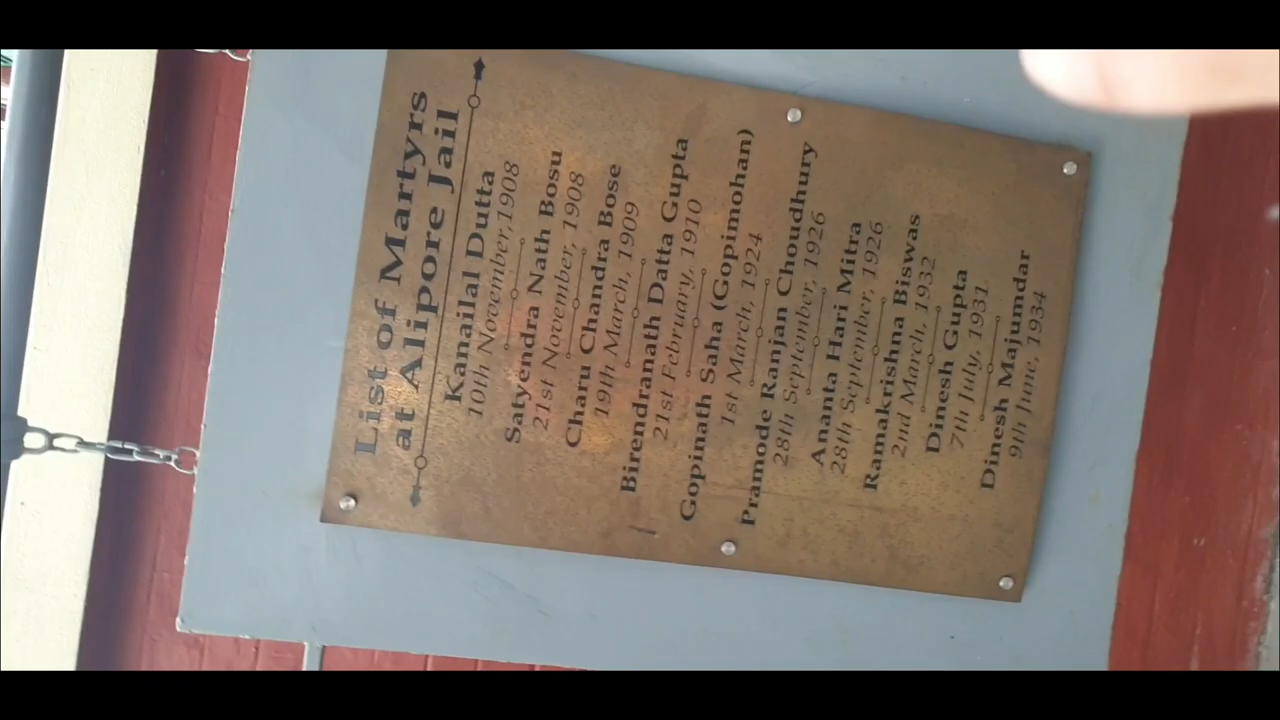 List of Martyrs
at Alipore Jail
Kanailal Dutta
10th November,1908
Satyendra Nath Bosu
21st November, 1908
Charu Chandra Bose
19th March, 1909
Birendranath Datta Gupta
21st February, 1910
Gopinath Saha (Gopimohan)
1st March, 1924
Pramode Ranjan Choudhury
28th September, 1926
Ananta Hari Mitra
28th September, 1926
Ramakrishna Biswas
2nd March, 1932
Dinesh Gupta
7th July, 1931
Dinesh Majumdar
9th June, 1934